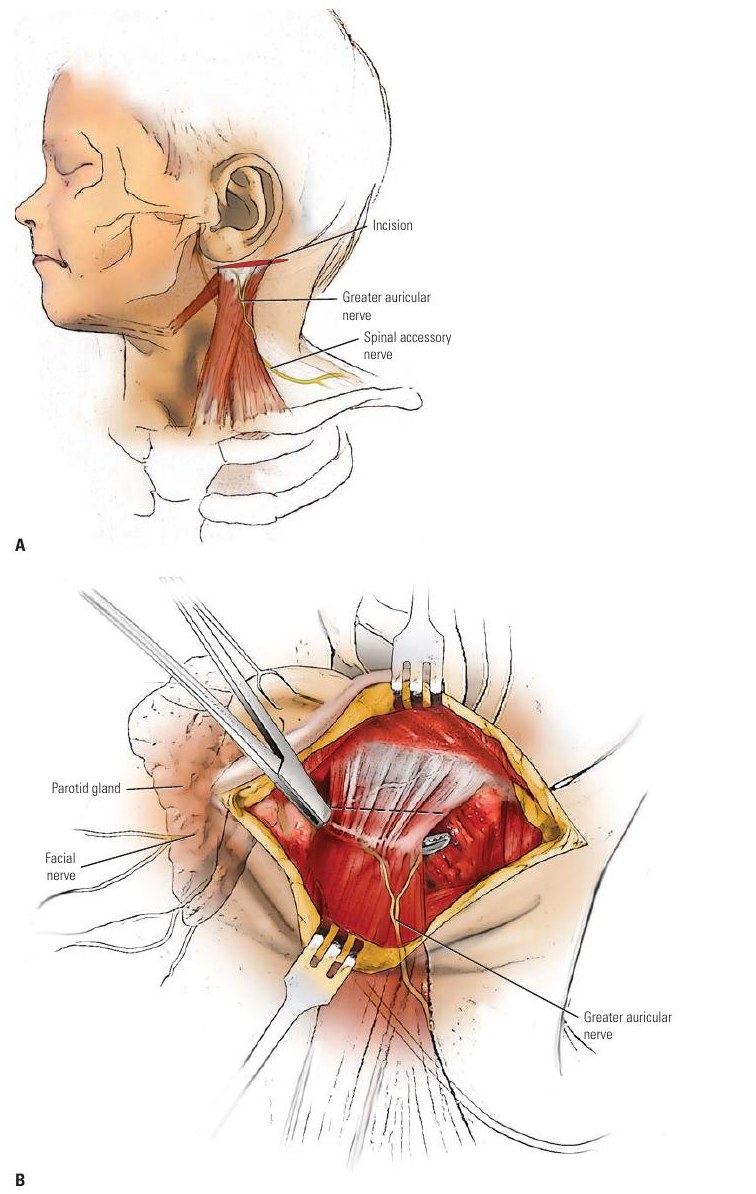 Incision
Greater auricular
nerve
Spinal accessory
nerve
A
Parotid gland
Facial
nerve
Greater auricular
nerve
B